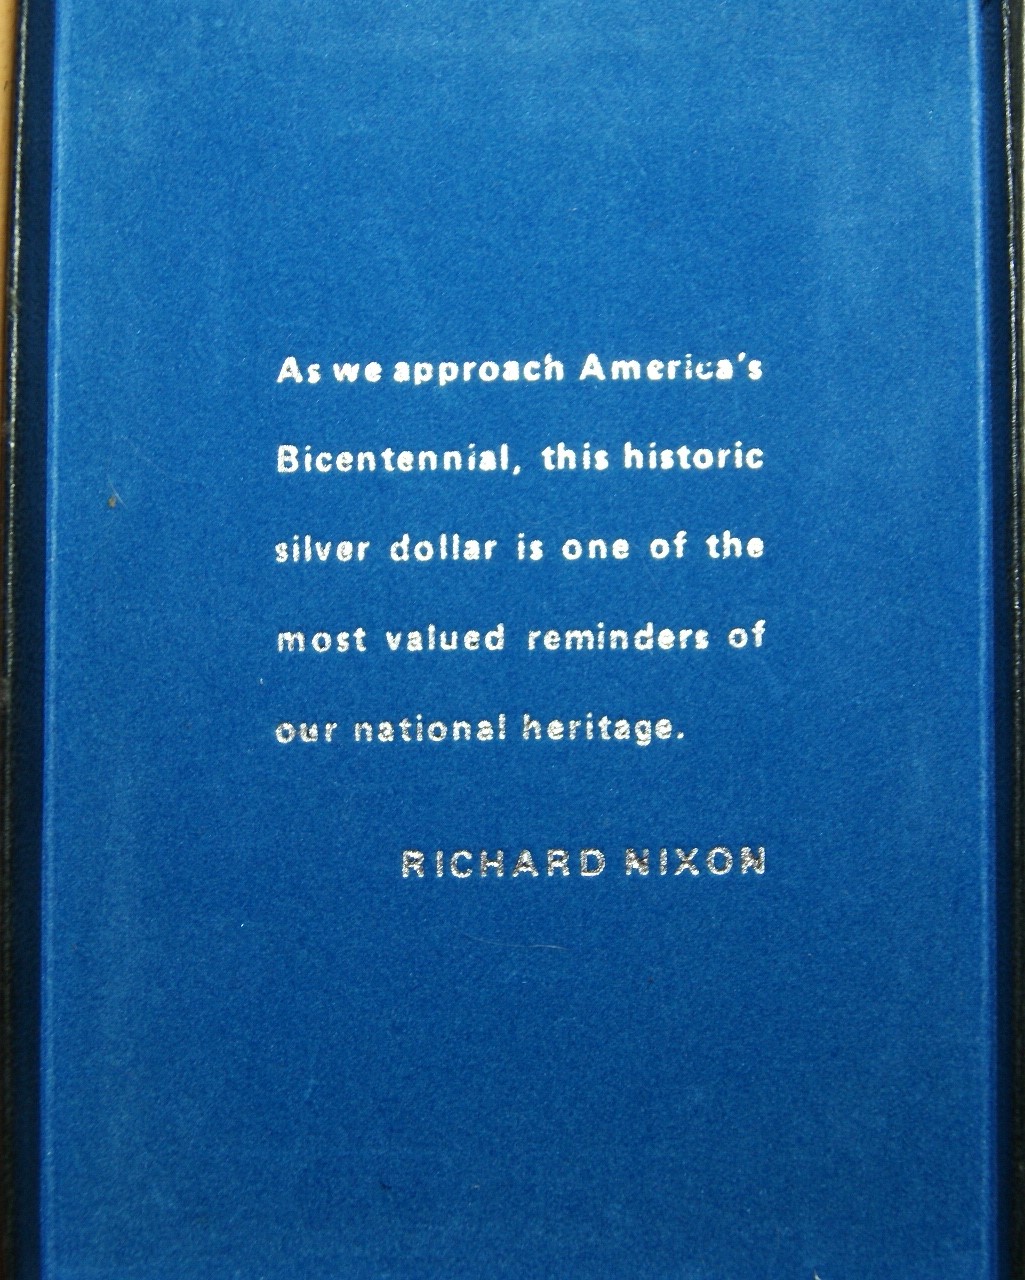 As we approach America's
Bicentennial, this historic
silver dollar is one of the
most valued reminders of
our national heritage.
RICHARD NIXON